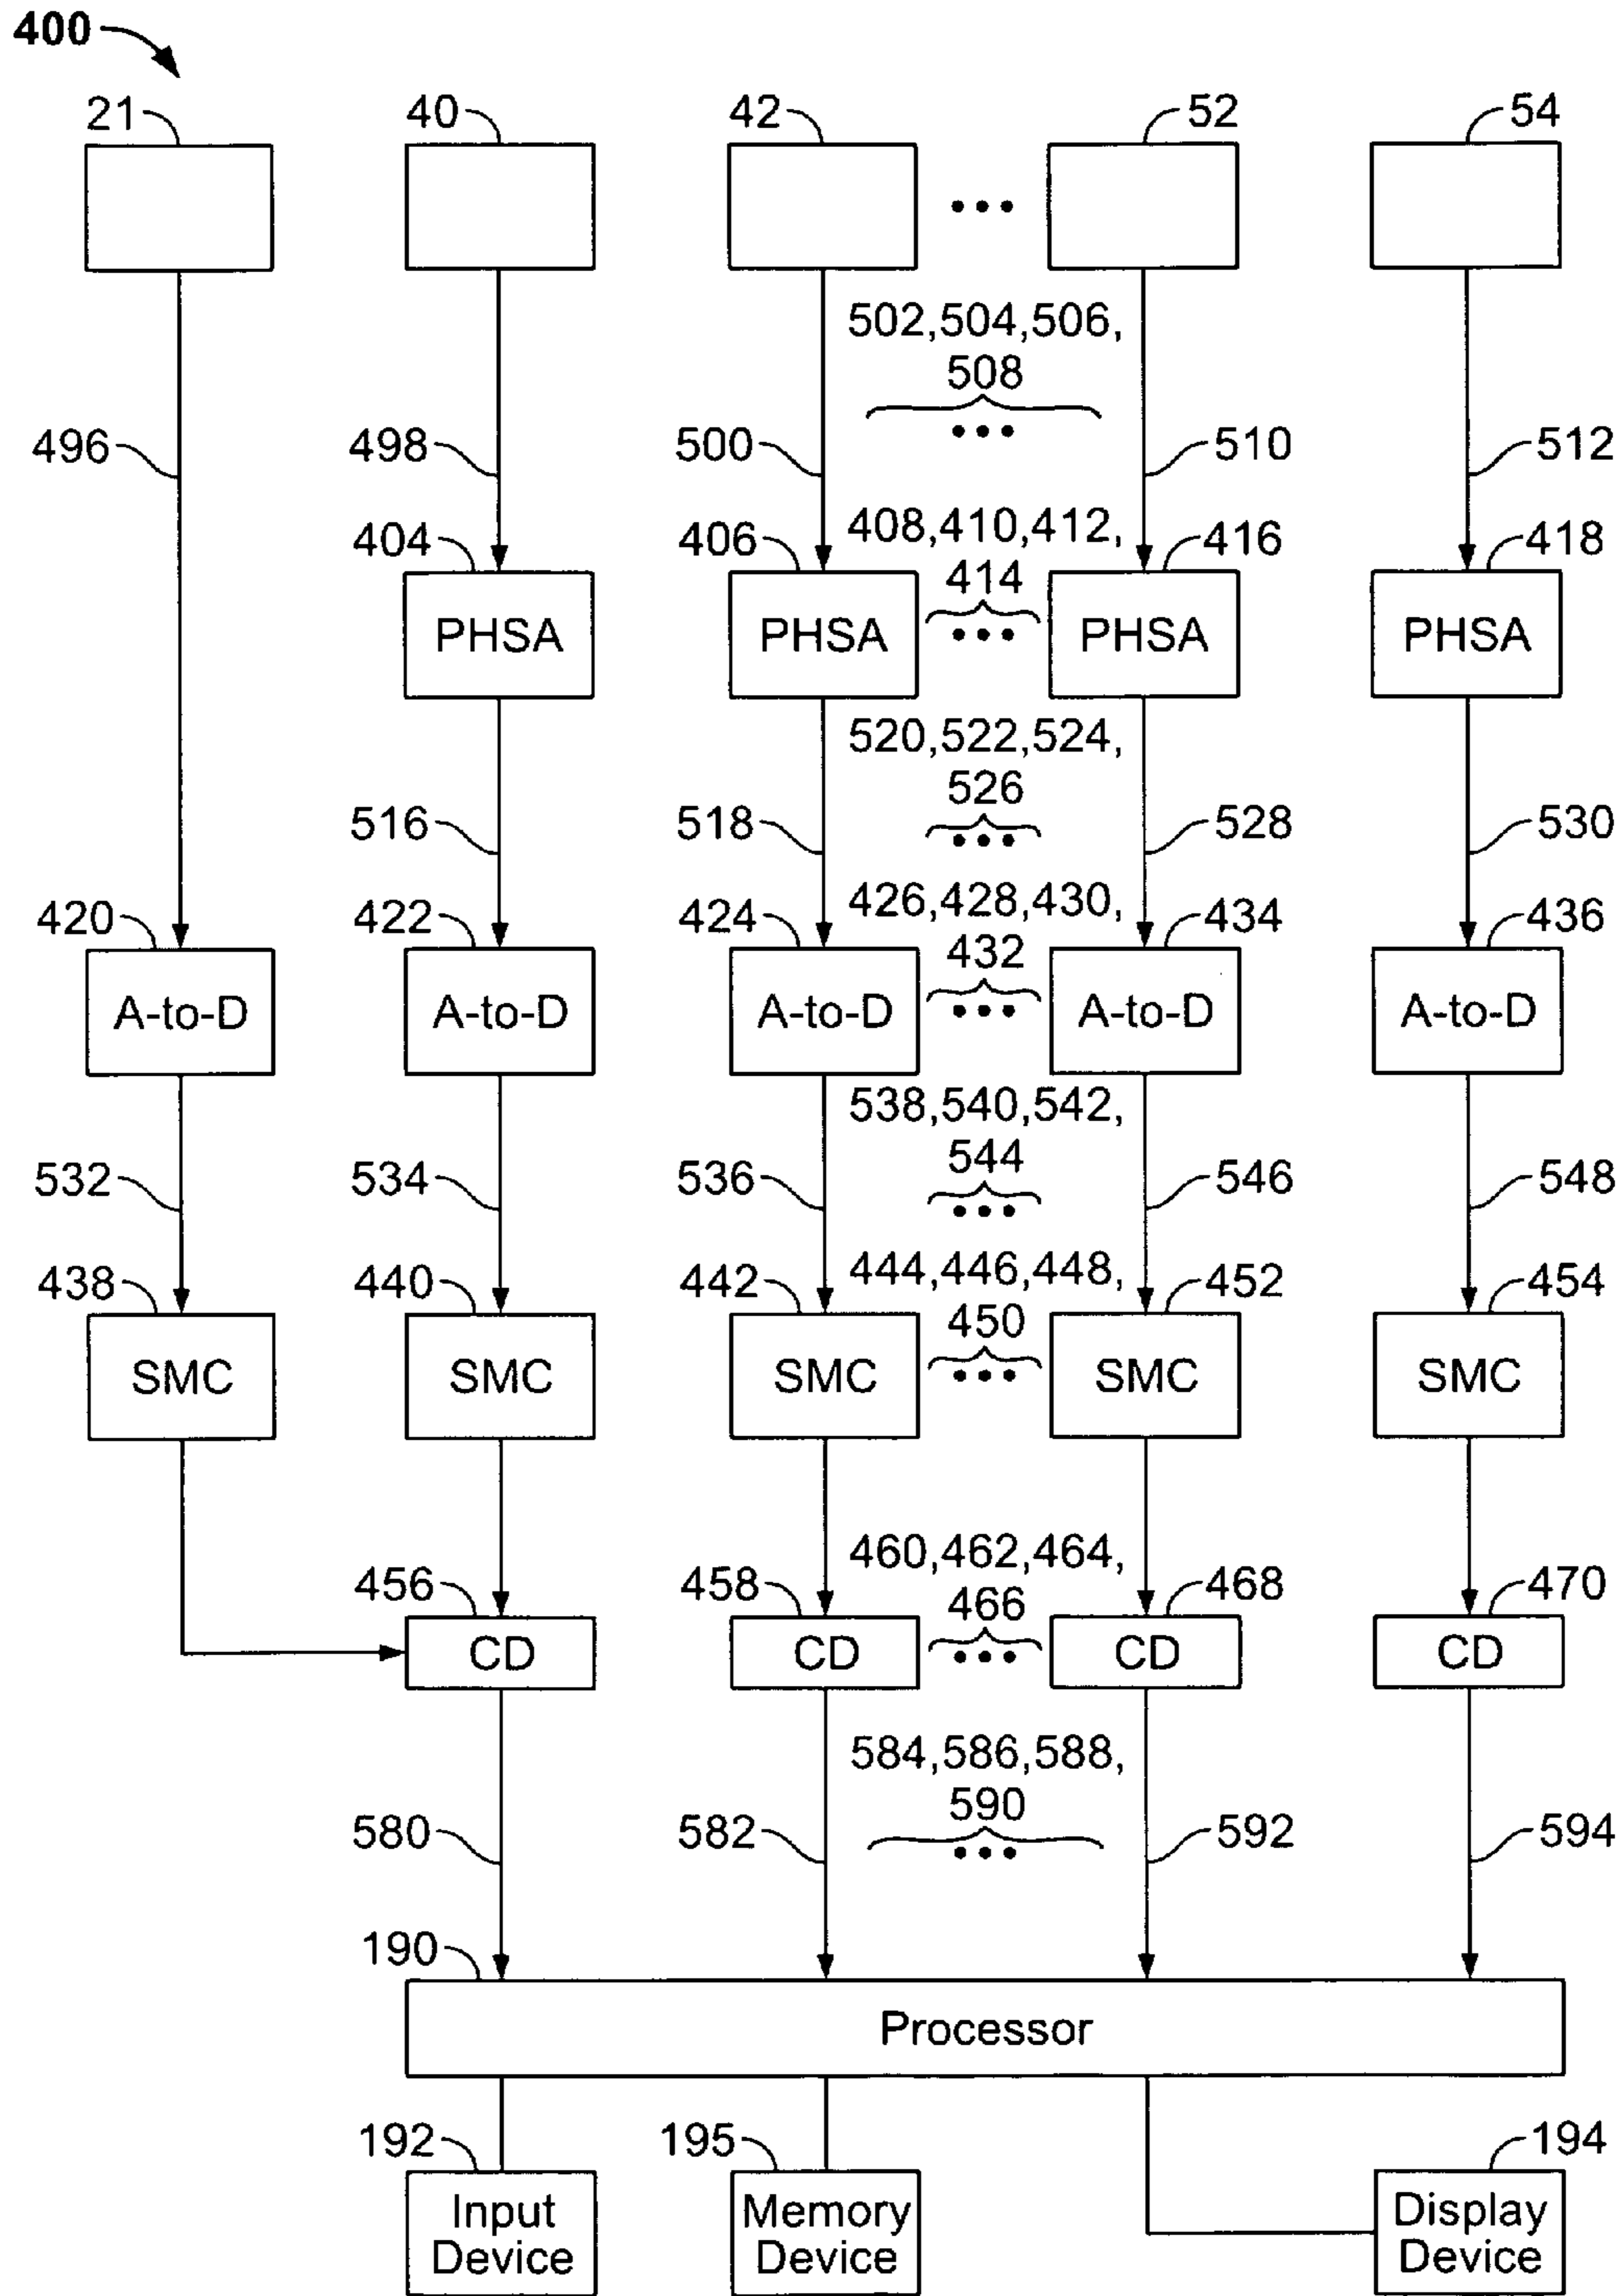 400
21 40 42 52 54
502,504,506,
508
496 498 500 510 512
408,410,412,
404 406 416 418
414
PHSA PHSA PHSA PHSA
520,522,524,
526
516 518 528 530
426,428,430,
420 422 424 434 436
432
A-to-D A-to-D A-to-D A-to-D A-to-D
538,540,542,
544
532 534 536 546 548
444,446,448,
438 440 442 452 454
450
SMC SMC SMC SMC SMC
460,462,464,
456 458 468 470
466
CD CD CD CD
584,586,588,
590
580 582 592 594
190
Processor
192 195 194
Input Memory Display
Device Device Device